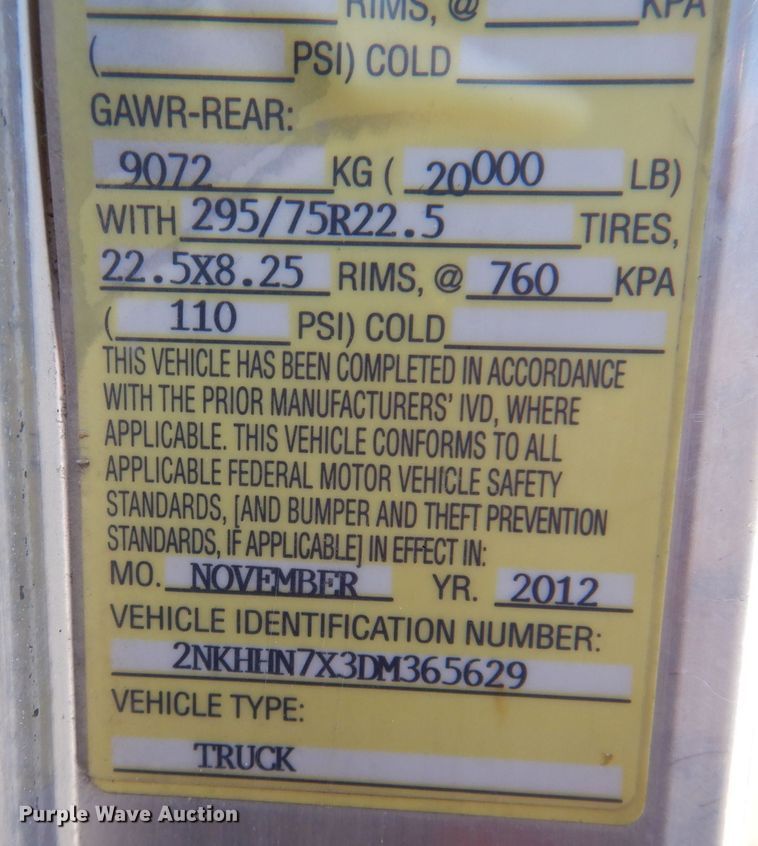 RIMS, @ KPA
( PSI) COLD
GAWR-REAR:
9072 KG ( 20000 LB)
WITH 295/75R22.5 TIRES,
22.5X8.25 RIMS, @ 760 KPA
( 110 PSI) COLD
THIS VEHICLE HAS BEEN COMPLETED IN ACCORDANCE
WITH THE PRIOR MANUFACTURERS' IVD, WHERE
APPLICABLE. THIS VEHICLE CONFORMS TO ALL
APPLICABLE FEDERAL MOTOR VEHICLE SAFETY
STANDARDS, [AND BUMPER AND THEFT PREVENTION
STANDARDS, IF APPLICABLE] IN EFFECT IN:
MO. NOVEMBER YR. 2012
VEHICLE IDENTIFICATION NUMBER:
2NKHHN7X3DM365629
VEHICLE TYPE:
TRUCK
Purple Wave Auction